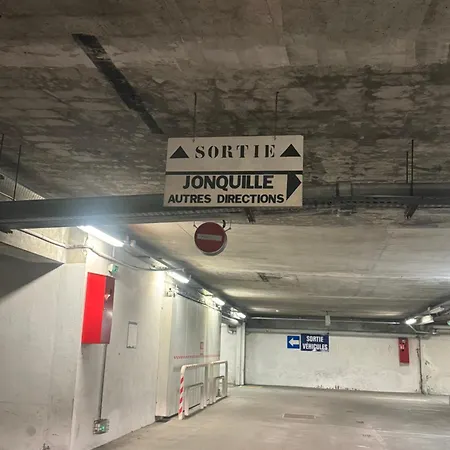 SORTIE
JONQUILLE
AUTRES DIRECTIONS
SORTIE
VÉHICULES